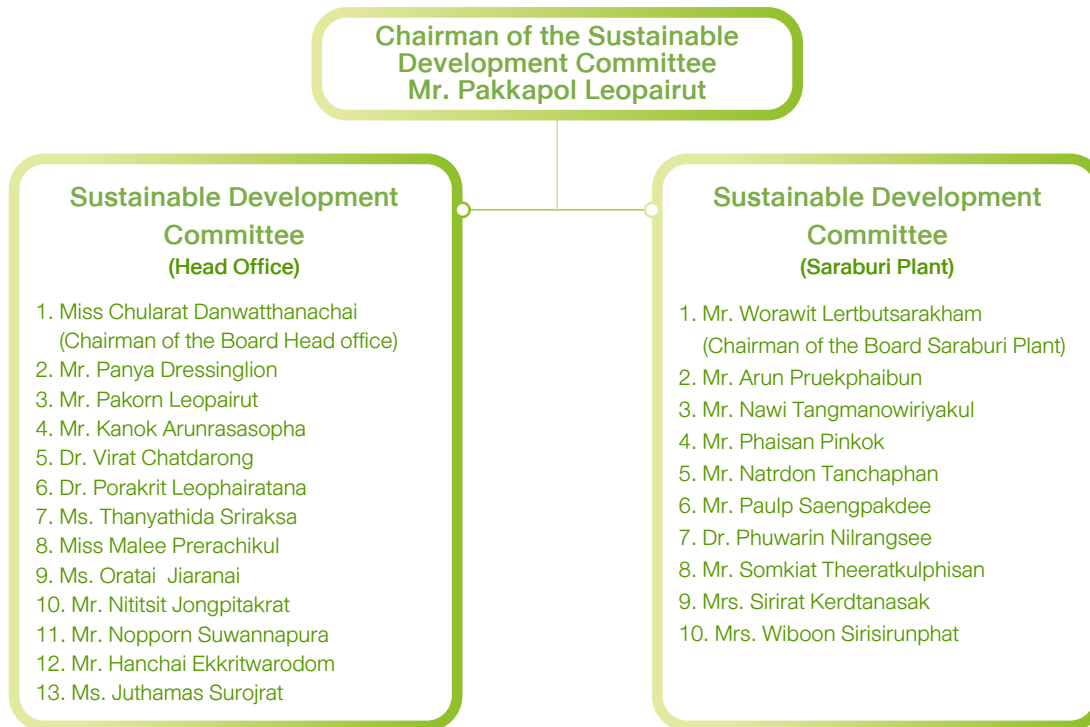 Chairman of the Sustainable
Development Committee
Mr. Pakkapol Leopairut
Sustainable Development
Committee
(Head Office)
1. Miss Chularat Danwatthanachai
(Chairman of the Board Head office)
2. Mr. Panya Dressinglion
3. Mr. Pakorn Leopairut
4. Mr. Kanok Arunrasasopha
5. Dr. Virat Chatdarong
6. Dr. Porakrit Leophairatana
7. Ms. Thanyathida Sriraksa
8. Miss Malee Prerachikul
9. Ms. Oratai Jiaranai
10. Mr. Nititsit Jongpitakrat
11. Mr. Nopporn Suwannapura
12. Mr. Hanchai Ekkritwarodom
13. Ms. Juthamas Surojrat
Sustainable Development
Committee
(Saraburi Plant)
1. Mr. Worawit Lertbutsarakham
(Chairman of the Board Saraburi Plant)
2. Mr. Arun Pruekphaibun
3. Mr. Nawi Tangmanowiriyakul
4. Mr. Phaisan Pinkok
5. Mr. Natrdon Tanchaphan
6. Mr. Paulp Saengpakdee
7. Dr. Phuwarin Nilrangsee
8. Mr. Somkiat Theeratkulphisan
9. Mrs. Sirirat Kerdtanasak
10. Mrs. Wiboon Sirisirunphat